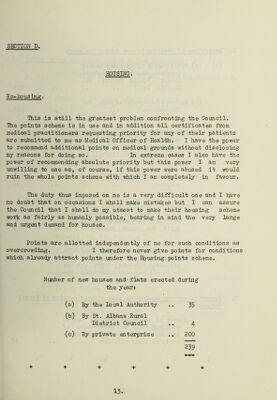 SECTION D.
HOUSING.
Re-housing.
This is still the greatest problem confronting the Council.
The points scheme is in use and in addition all certificates from
medical practitioners requesting priority for any of their patients
are submitted to me as Medical Officer of Health. I have the power
to recommend additional points on medical grounds without disclosing
my reasons for doing so. In extreme cases I also have the
power of recommending absolute priority but this power I am very
unwilling to use as, of course, if this power were abused it would
ruin the whole points scheme with which I am completely in favour.
The duty thus imposed on me is a very difficult one and I have
no doubt that on occasions I shall make mistakes but I can assure
the Council that I shall do my utmost to make their housing scheme
work as fairly as humanly possible, bearing in mind the very large
and urgent demand for houses.
Points are allotted independently of me for such conditions as
overcrowding. I therefore never give points for conditions
which already attract points under the Housing points scheme.
Number of new houses and flats erected during
the year:
(a) By the Local Authority .. 35
(b) By St. Albans Rural
District Council .. 4
(c) By private enterprise .. 200
239
* * * * * *
13.